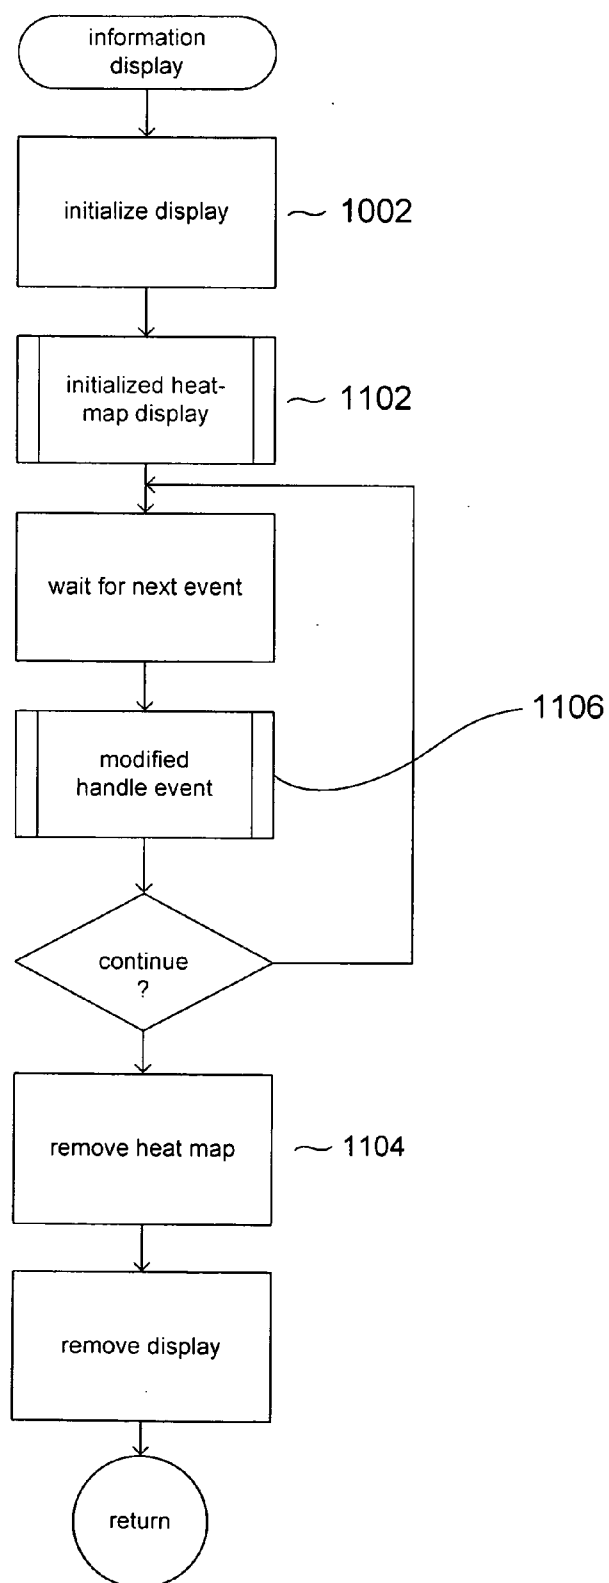 information
display
initialize display
1002
initialized heat-
map display
1102
wait for next event
1106
modified
handle event
continue
?
remove heat map
1104
remove display
return